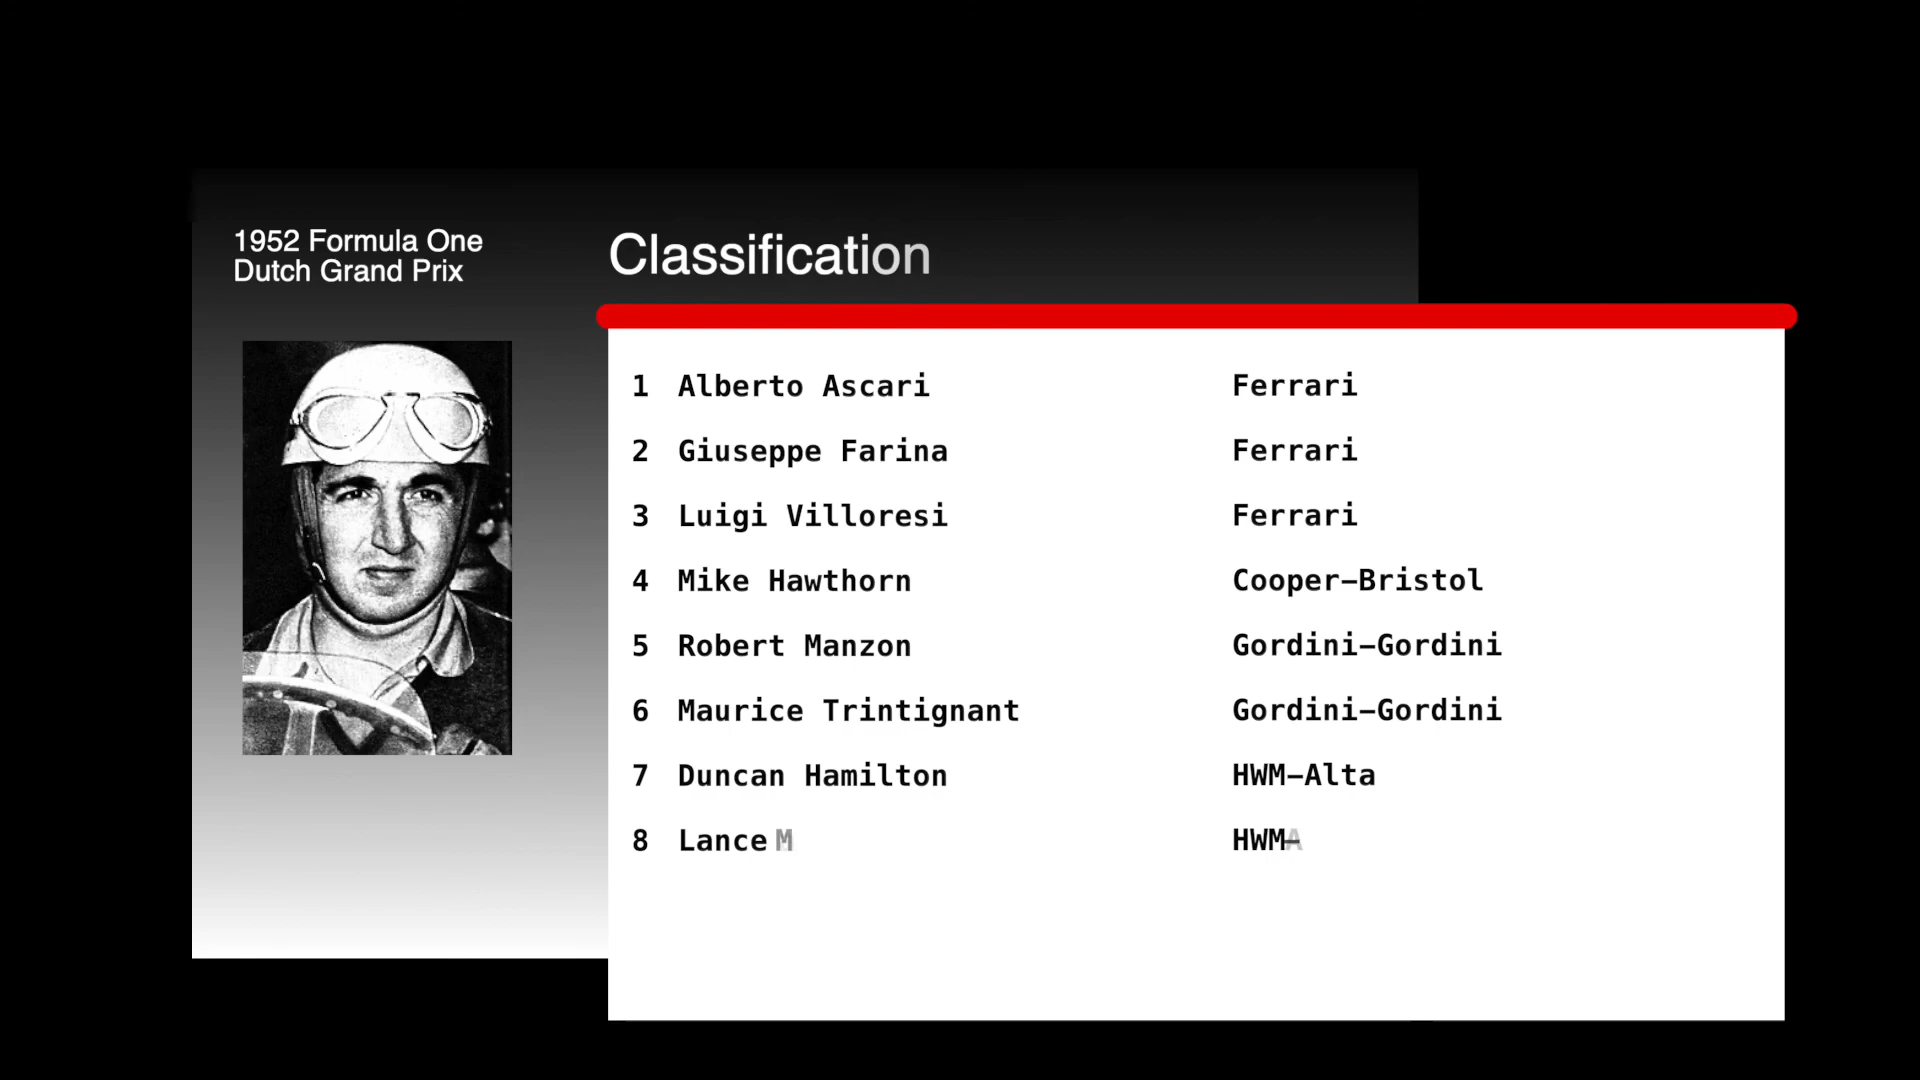 1952 Formula One
Dutch Grand Prix
Classification
1 Alberto Ascari Ferrari
2 Giuseppe Farina Ferrari
3 Luigi Villoresi Ferrari
4 Mike Hawthorn Cooper–Bristol
5 Robert Manzon Gordini–Gordini
6 Maurice Trintignant Gordini–Gordini
7 Duncan Hamilton HWM–Alta
8 Lance M HWM–A